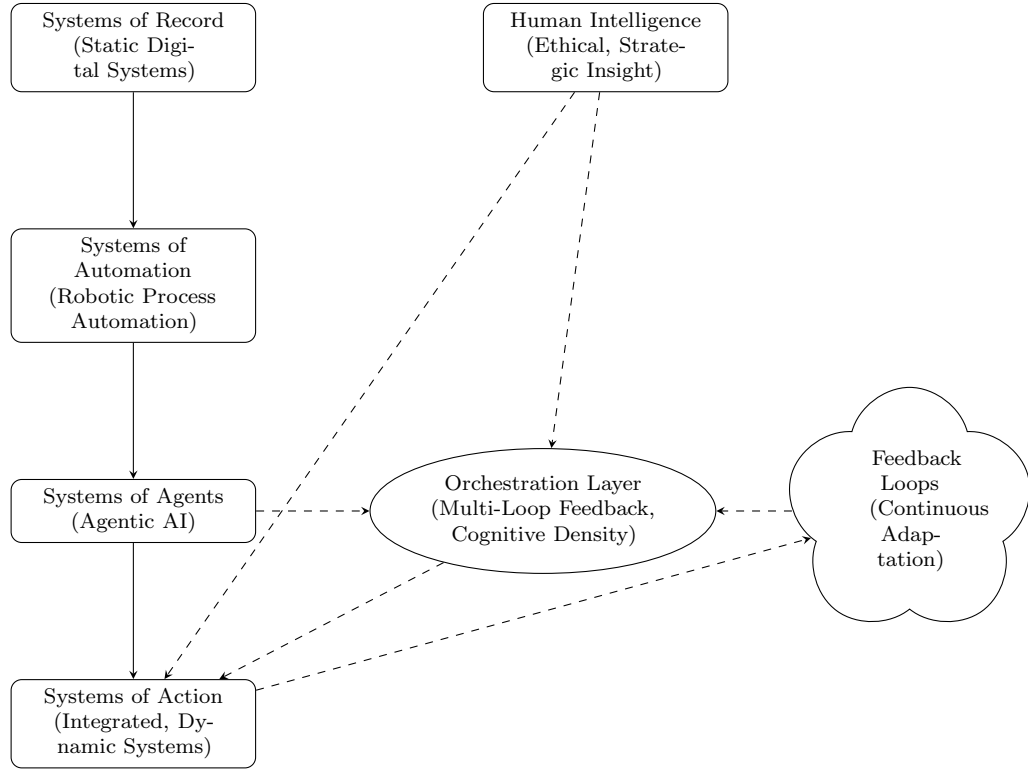 Systems of Record
(Static Digi-
tal Systems)
Human Intelligence
(Ethical, Strate-
gic Insight)
Systems of
Automation
(Robotic Process
Automation)
Systems of Agents
(Agentic AI)
Orchestration Layer
(Multi-Loop Feedback,
Cognitive Density)
Feedback
Loops
(Continuous
Adap-
tation)
Systems of Action
(Integrated, Dy-
namic Systems)